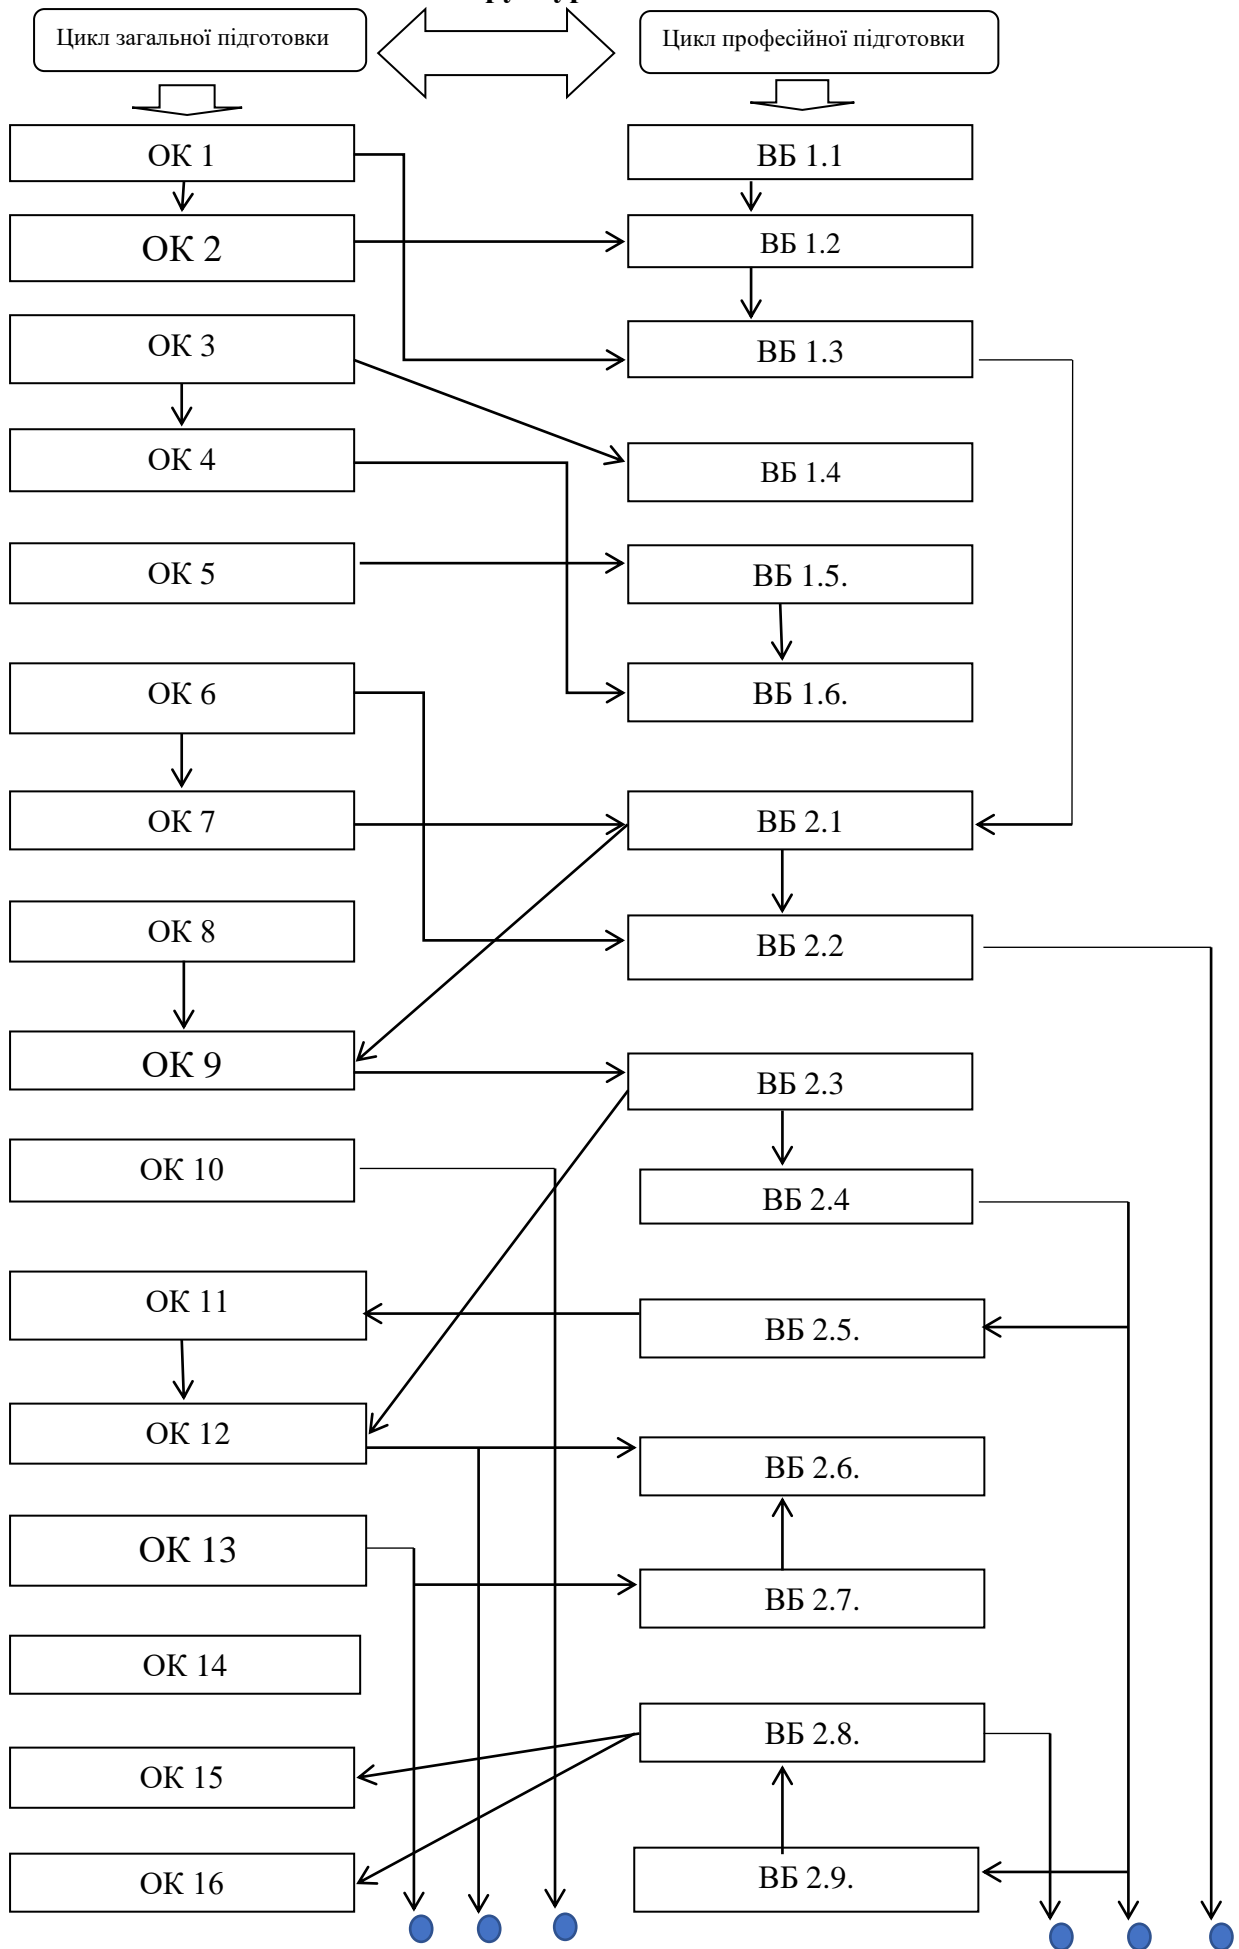 Цикл загальної підготовки
Цикл професійної підготовки
ОК 1
ВБ 1.1
ОК 2
ВБ 1.2
ОК 3
ВБ 1.3
ОК 4
ВБ 1.4
ОК 5
ВБ 1.5.
ОК 6
ВБ 1.6.
ОК 7
ВБ 2.1
ОК 8
ВБ 2.2
ОК 9
ВБ 2.3
ОК 10
ВБ 2.4
ОК 11
ВБ 2.5.
ОК 12
ВБ 2.6.
ОК 13
ВБ 2.7.
ОК 14
ВБ 2.8.
ОК 15
ОК 16
ВБ 2.9.